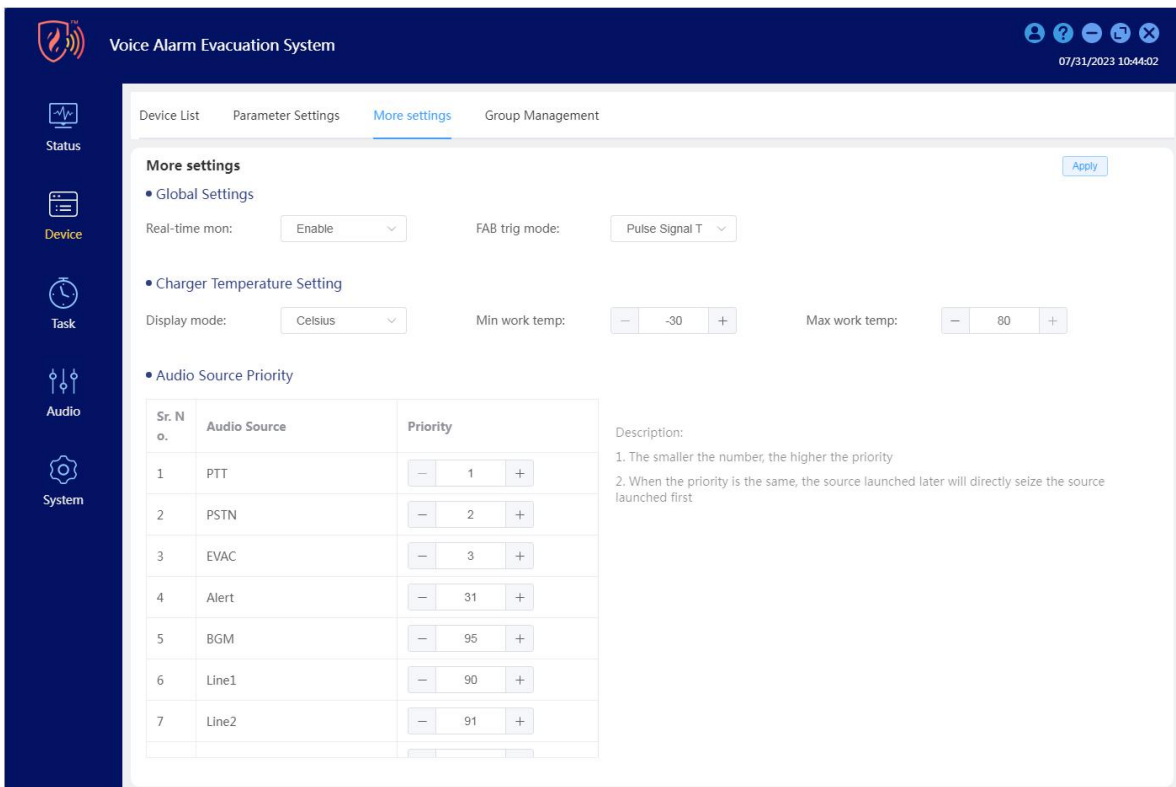 TM
Voice Alarm Evacuation System
07/31/2023 10:44:02
Status
Device
Task
Audio
System
Device List Parameter Settings More settings Group Management
More settings
Apply
• Global Settings
Real-time mon: Enable FAB trig mode: Pulse Signal T
• Charger Temperature Setting
Display mode: Celsius Min work temp: − -30 + Max work temp: − 80 +
• Audio Source Priority
Sr. N
o.
Audio Source Priority
1 PTT − 1 +
2 PSTN − 2 +
3 EVAC − 3 +
4 Alert − 31 +
5 BGM − 95 +
6 Line1 − 90 +
7 Line2 − 91 +
Description:
1. The smaller the number, the higher the priority
2. When the priority is the same, the source launched later will directly seize the source
launched first